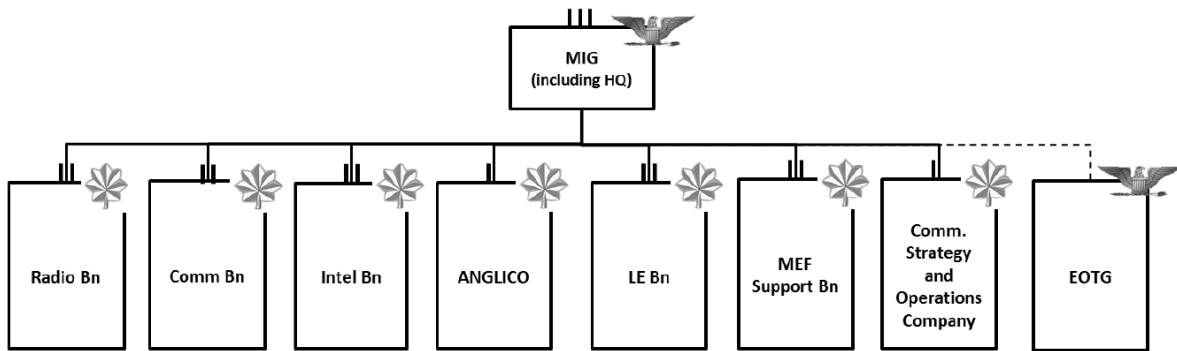 MIG
(including HQ)
Radio Bn
Comm Bn
Intel Bn
ANGLICO
LE Bn
MEF
Support Bn
Comm.
Strategy
and
Operations
Company
EOTG